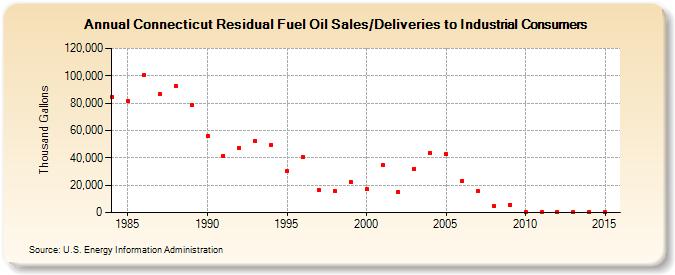 Annual Connecticut Residual Fuel Oil Sales/Deliveries to Industrial Consumers
Thousand Gallons
120,000
100,000
80,000
60,000
40,000
20,000
0
1985 1990 1995 2000 2005 2010 2015
Source: U.S. Energy Information Administration